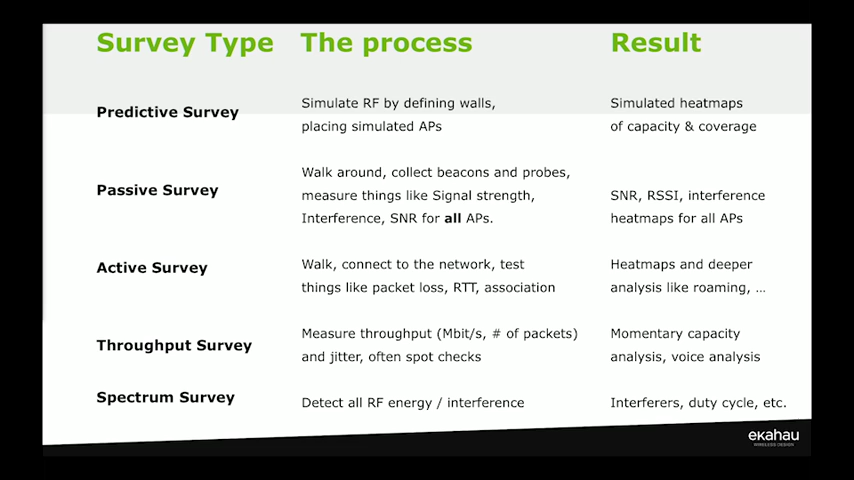 Survey Type The process Result
Predictive Survey
Simulate RF by defining walls,
placing simulated APs
Simulated heatmaps
of capacity & coverage
Passive Survey
Walk around, collect beacons and probes,
measure things like Signal strength,
Interference, SNR for all APs.
SNR, RSSI, interference
heatmaps for all APs
Active Survey
Walk, connect to the network, test
things like packet loss, RTT, association
Heatmaps and deeper
analysis like roaming, ...
Throughput Survey
Measure throughput (Mbit/s, # of packets)
and jitter, often spot checks
Momentary capacity
analysis, voice analysis
Spectrum Survey
Detect all RF energy / interference
Interferers, duty cycle, etc.
ekahau
WIRELESS DESIGN